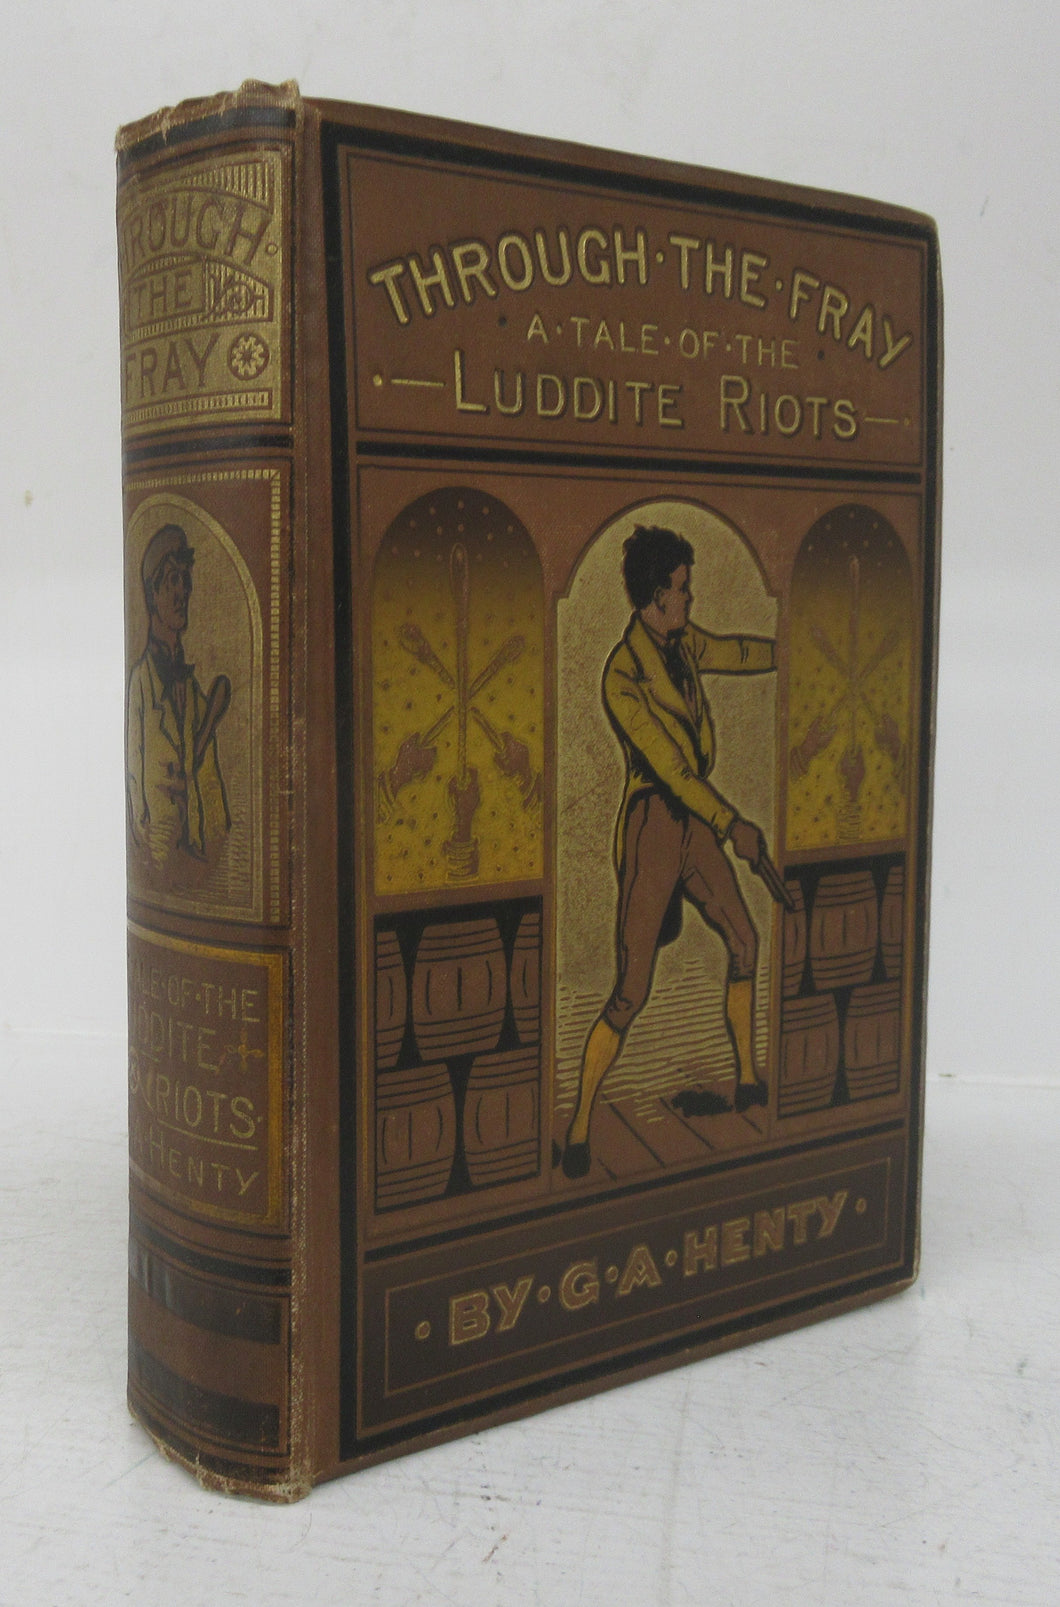 THROUGH·THE·FRAY
A·TALE·OF·THE
LUDDITE RIOTS
BY·G·A·HENTY
THROUGH
THE
FRAY
TALE·OF·THE
LUDDITE
RIOTS
HENTY